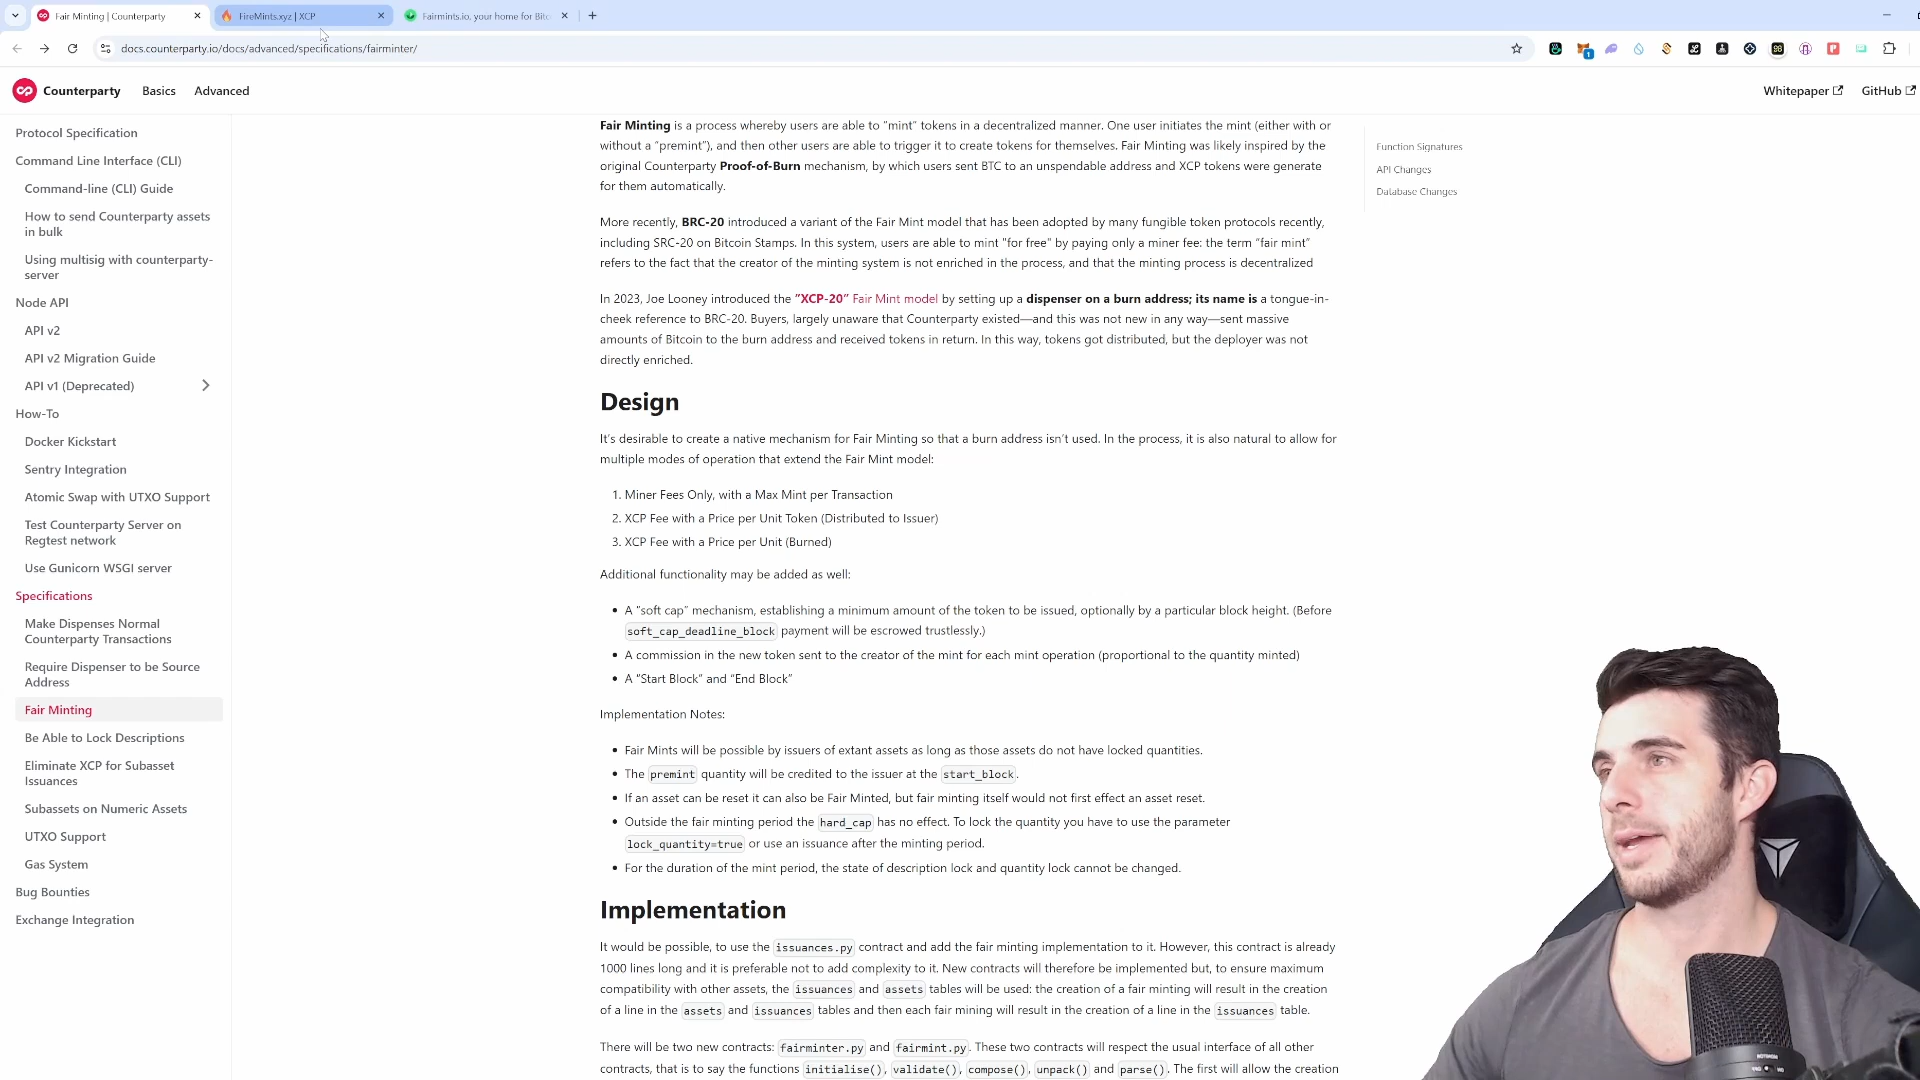 Fair Minting | Counterparty
FireMints.xyz | XCP
Fairmints.io, your home for Bitc
docs.counterparty.io/docs/advanced/specifications/fairminter/
Counterparty
Basics
Advanced
Whitepaper
GitHub
Protocol Specification
Command Line Interface (CLI)
Command-line (CLI) Guide
How to send Counterparty assets
in bulk
Using multisig with counterparty-
server
Node API
API v2
API v2 Migration Guide
API v1 (Deprecated)
How-To
Docker Kickstart
Sentry Integration
Atomic Swap with UTXO Support
Test Counterparty Server on
Regtest network
Use Gunicorn WSGI server
Specifications
Make Dispenses Normal
Counterparty Transactions
Require Dispenser to be Source
Address
Fair Minting
Be Able to Lock Descriptions
Eliminate XCP for Subasset
Issuances
Subassets on Numeric Assets
UTXO Support
Gas System
Bug Bounties
Exchange Integration
Fair Minting is a process whereby users are able to “mint” tokens in a decentralized manner. One user initiates the mint (either with or
without a “premint”), and then other users are able to trigger it to create tokens for themselves. Fair Minting was likely inspired by the
original Counterparty Proof-of-Burn mechanism, by which users sent BTC to an unspendable address and XCP tokens were generate
for them automatically.
More recently, BRC-20 introduced a variant of the Fair Mint model that has been adopted by many fungible token protocols recently,
including SRC-20 on Bitcoin Stamps. In this system, users are able to mint "for free" by paying only a miner fee: the term “fair mint”
refers to the fact that the creator of the minting system is not enriched in the process, and that the minting process is decentralized
In 2023, Joe Looney introduced the “XCP-20” Fair Mint model by setting up a dispenser on a burn address; its name is a tongue-in-
cheek reference to BRC-20. Buyers, largely unaware that Counterparty existed—and this was not new in any way—sent massive
amounts of Bitcoin to the burn address and received tokens in return. In this way, tokens got distributed, but the deployer was not
directly enriched.
Design
It’s desirable to create a native mechanism for Fair Minting so that a burn address isn’t used. In the process, it is also natural to allow for
multiple modes of operation that extend the Fair Mint model:
1. Miner Fees Only, with a Max Mint per Transaction
2. XCP Fee with a Price per Unit Token (Distributed to Issuer)
3. XCP Fee with a Price per Unit (Burned)
Additional functionality may be added as well:
• A “soft cap” mechanism, establishing a minimum amount of the token to be issued, optionally by a particular block height. (Before
soft_cap_deadline_block payment will be escrowed trustlessly.)
• A commission in the new token sent to the creator of the mint for each mint operation (proportional to the quantity minted)
• A “Start Block” and “End Block”
Implementation Notes:
• Fair Mints will be possible by issuers of extant assets as long as those assets do not have locked quantities.
• The premint quantity will be credited to the issuer at the start_block.
• If an asset can be reset it can also be Fair Minted, but fair minting itself would not first effect an asset reset.
• Outside the fair minting period the hard_cap has no effect. To lock the quantity you have to use the parameter
lock_quantity=true or use an issuance after the minting period.
• For the duration of the mint period, the state of description lock and quantity lock cannot be changed.
Implementation
It would be possible, to use the issuances.py contract and add the fair minting implementation to it. However, this contract is already
1000 lines long and it is preferable not to add complexity to it. New contracts will therefore be implemented but, to ensure maximum
compatibility with other assets, the issuances and assets tables will be used: the creation of a fair minting will result in the creation
of a line in the assets and issuances tables and then each fair mining will result in the creation of a line in the issuances table.
There will be two new contracts: fairminter.py and fairmint.py. These two contracts will respect the usual interface of all other
contracts, that is to say the functions initialise(), validate(), compose(), unpack() and parse(). The first will allow the creation
Function Signatures
API Changes
Database Changes